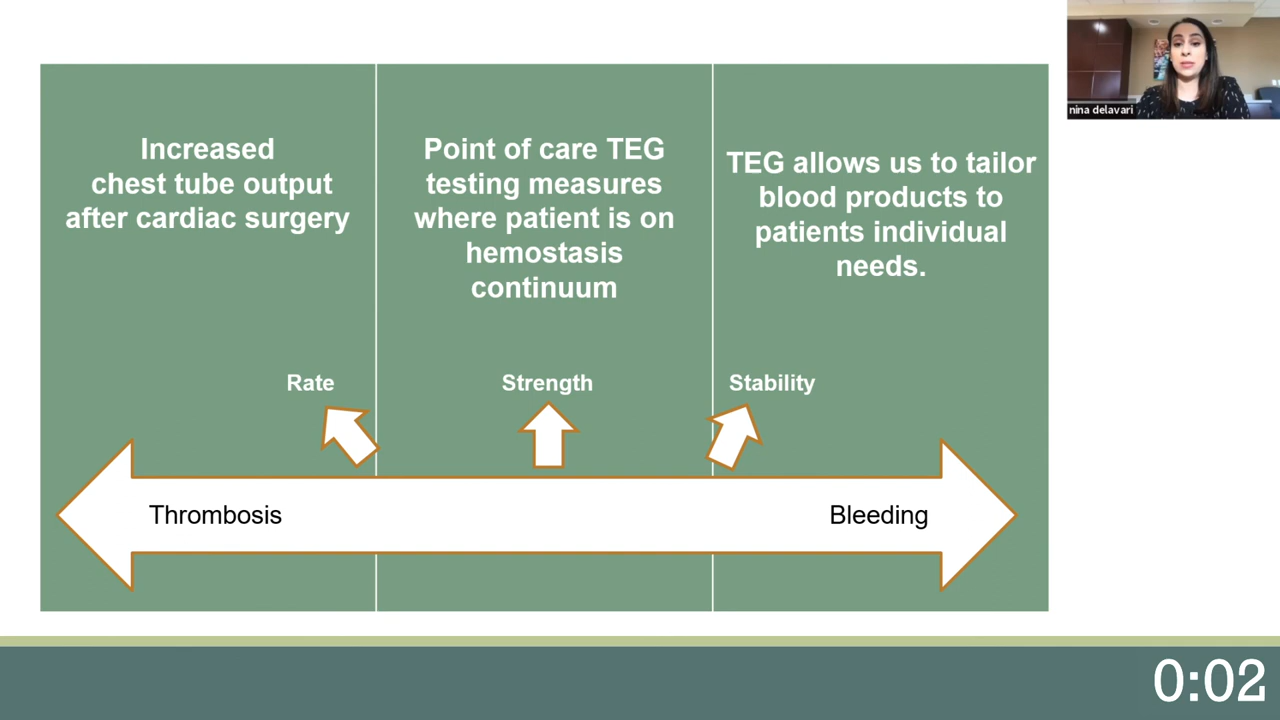 Increased
chest tube output
after cardiac surgery
Point of care TEG
testing measures
where patient is on
hemostasis
continuum
TEG allows us to tailor
blood products to
patients individual
needs.
Rate
Strength
Stability
Thrombosis
Bleeding
nina delavari
0:02